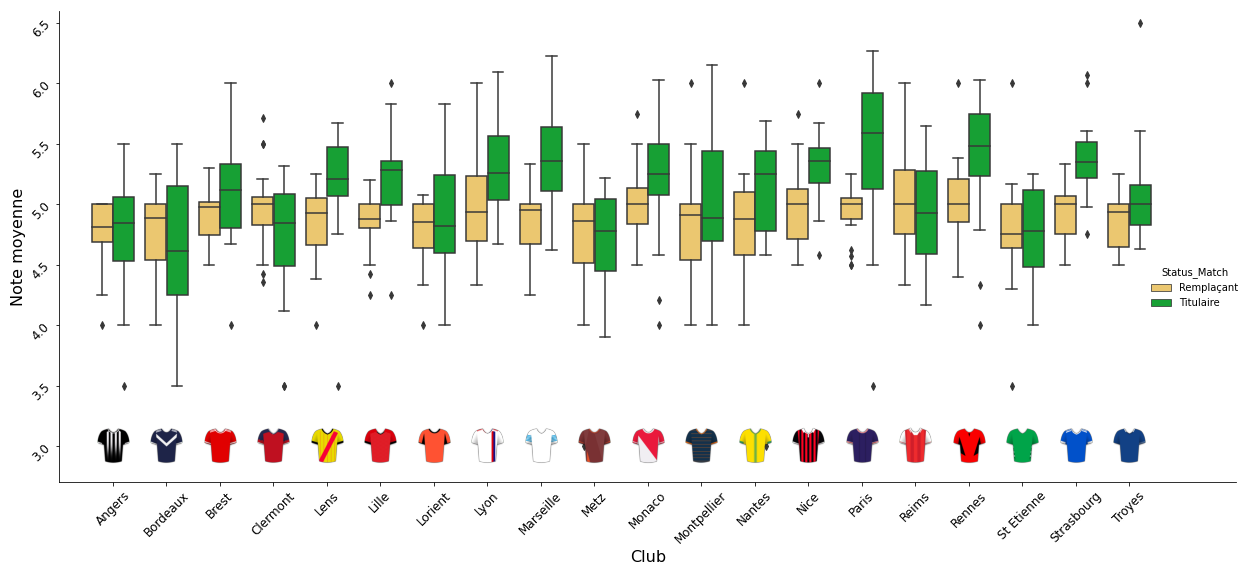 6.5
6.0
5.5
5.0
4.5
4.0
3.5
3.0
Note moyenne
Status_Match
Remplaçant
Titulaire
Angers
Bordeaux
Brest
Clermont
Lens
Lille
Lorient
Lyon
Marseille
Metz
Monaco
Montpellier
Nantes
Nice
Paris
Reims
Rennes
St Etienne
Strasbourg
Troyes
Club